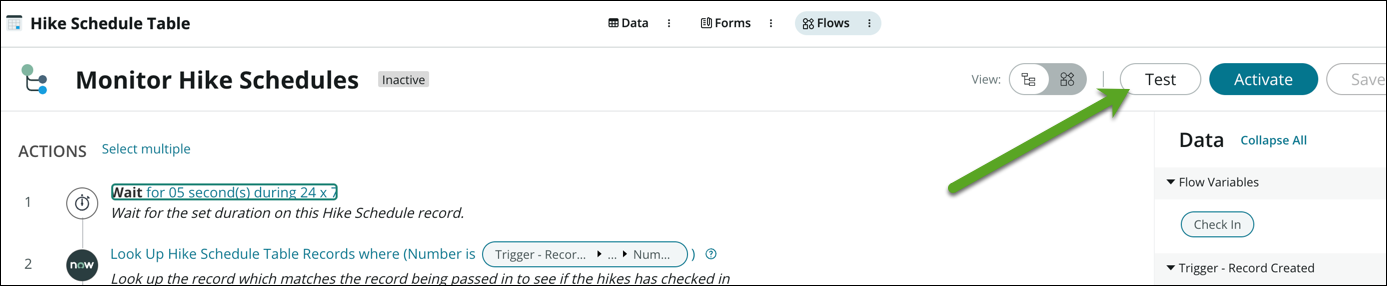 Hike Schedule Table
Data
Forms
Flows
Monitor Hike Schedules
Inactive
View:
Test
Activate
Save
ACTIONS
Select multiple
1
Wait for 05 second(s) during 24 x 7
Wait for the set duration on this Hike Schedule record.
2
now
Look Up Hike Schedule Table Records where (Number is Trigger - Recor... ... Num... )
Look up the record which matches the record being passed in to see if the hikes has checked in
Data
Collapse All
Flow Variables
Check In
Trigger - Record Created